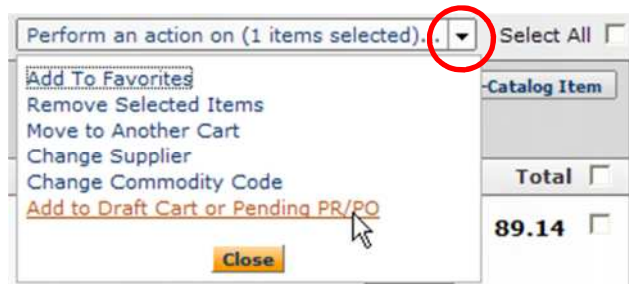 Perform an action on (1 items selected)... Select All
Add To Favorites
-Catalog Item
Remove Selected Items
Move to Another Cart
Change Supplier
Change Commodity Code
Total
Add to Draft Cart or Pending PR/PO
89.14
Close